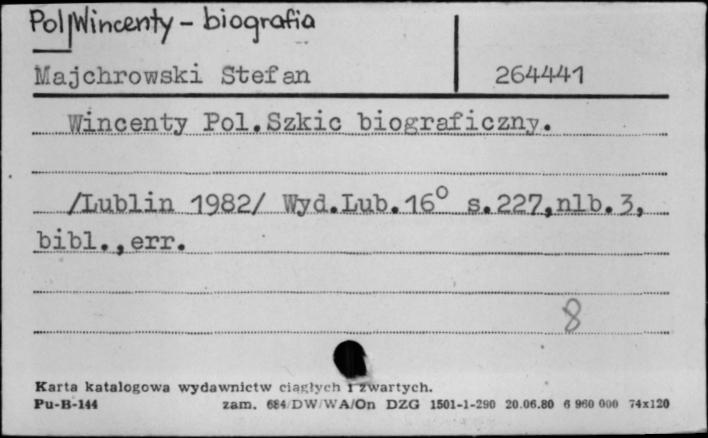 Pol Wincenty - biografia
Majchrowski Stefan 264441
Wincenty Pol.Szkic biograficzny.
/Lublin 1982/ Wyd.Lub.16° s.227,nlb.3,
bibl.,err.
8
Karta katalogowa wydawnictw ciągłych i zwartych.
Pu-B-144 zam. 684/DW/WA/On DZG 1501-1-290 20.06.80 6 960 000 74x120